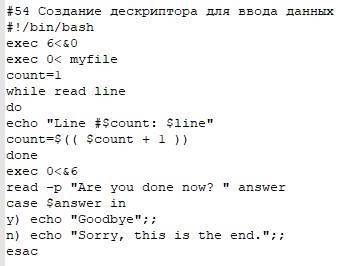 #54 Создание дескриптора для ввода данных
#!/bin/bash
exec 6<&0
exec 0< myfile
count=1
while read line
do
echo "Line #$count: $line"
count=$(( $count + 1 ))
done
exec 0<&6
read -p "Are you done now? " answer
case $answer in
y) echo "Goodbye";;
n) echo "Sorry, this is the end.";;
esac